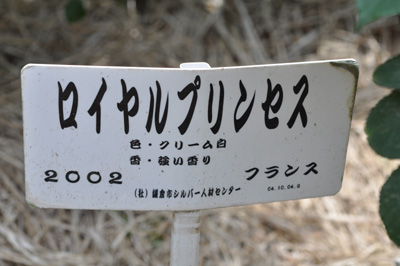 ロイヤルプリンセス
色・クリーム白
香・強い香り
2002 フランス
(社)鎌倉市シルバー人材センター 04.10.04.6